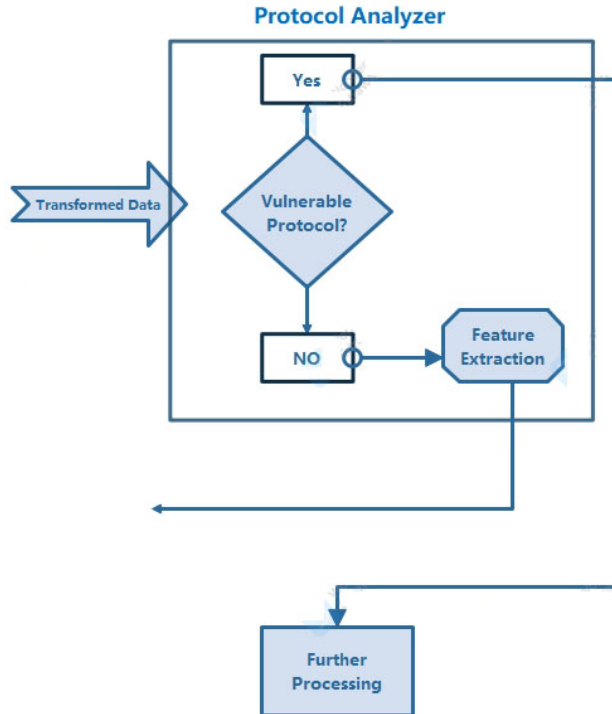 Protocol Analyzer
Yes
Transformed Data
Vulnerable
Protocol?
NO
Feature
Extraction
Further
Processing